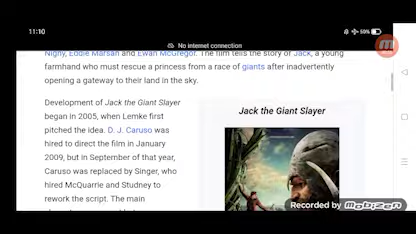 11:10
59%
No internet connection
Nighy, Eddie Marsan and Ewan McGregor. The film tells the story of Jack, a young
farmhand who must rescue a princess from a race of giants after inadvertently
opening a gateway to their land in the sky.
Development of Jack the Giant Slayer
began in 2005, when Lemke first
pitched the idea. D. J. Caruso was
hired to direct the film in January
2009, but in September of that year,
Caruso was replaced by Singer, who
hired McQuarrie and Studney to
rework the script. The main
Jack the Giant Slayer
Recorded by Mobizen